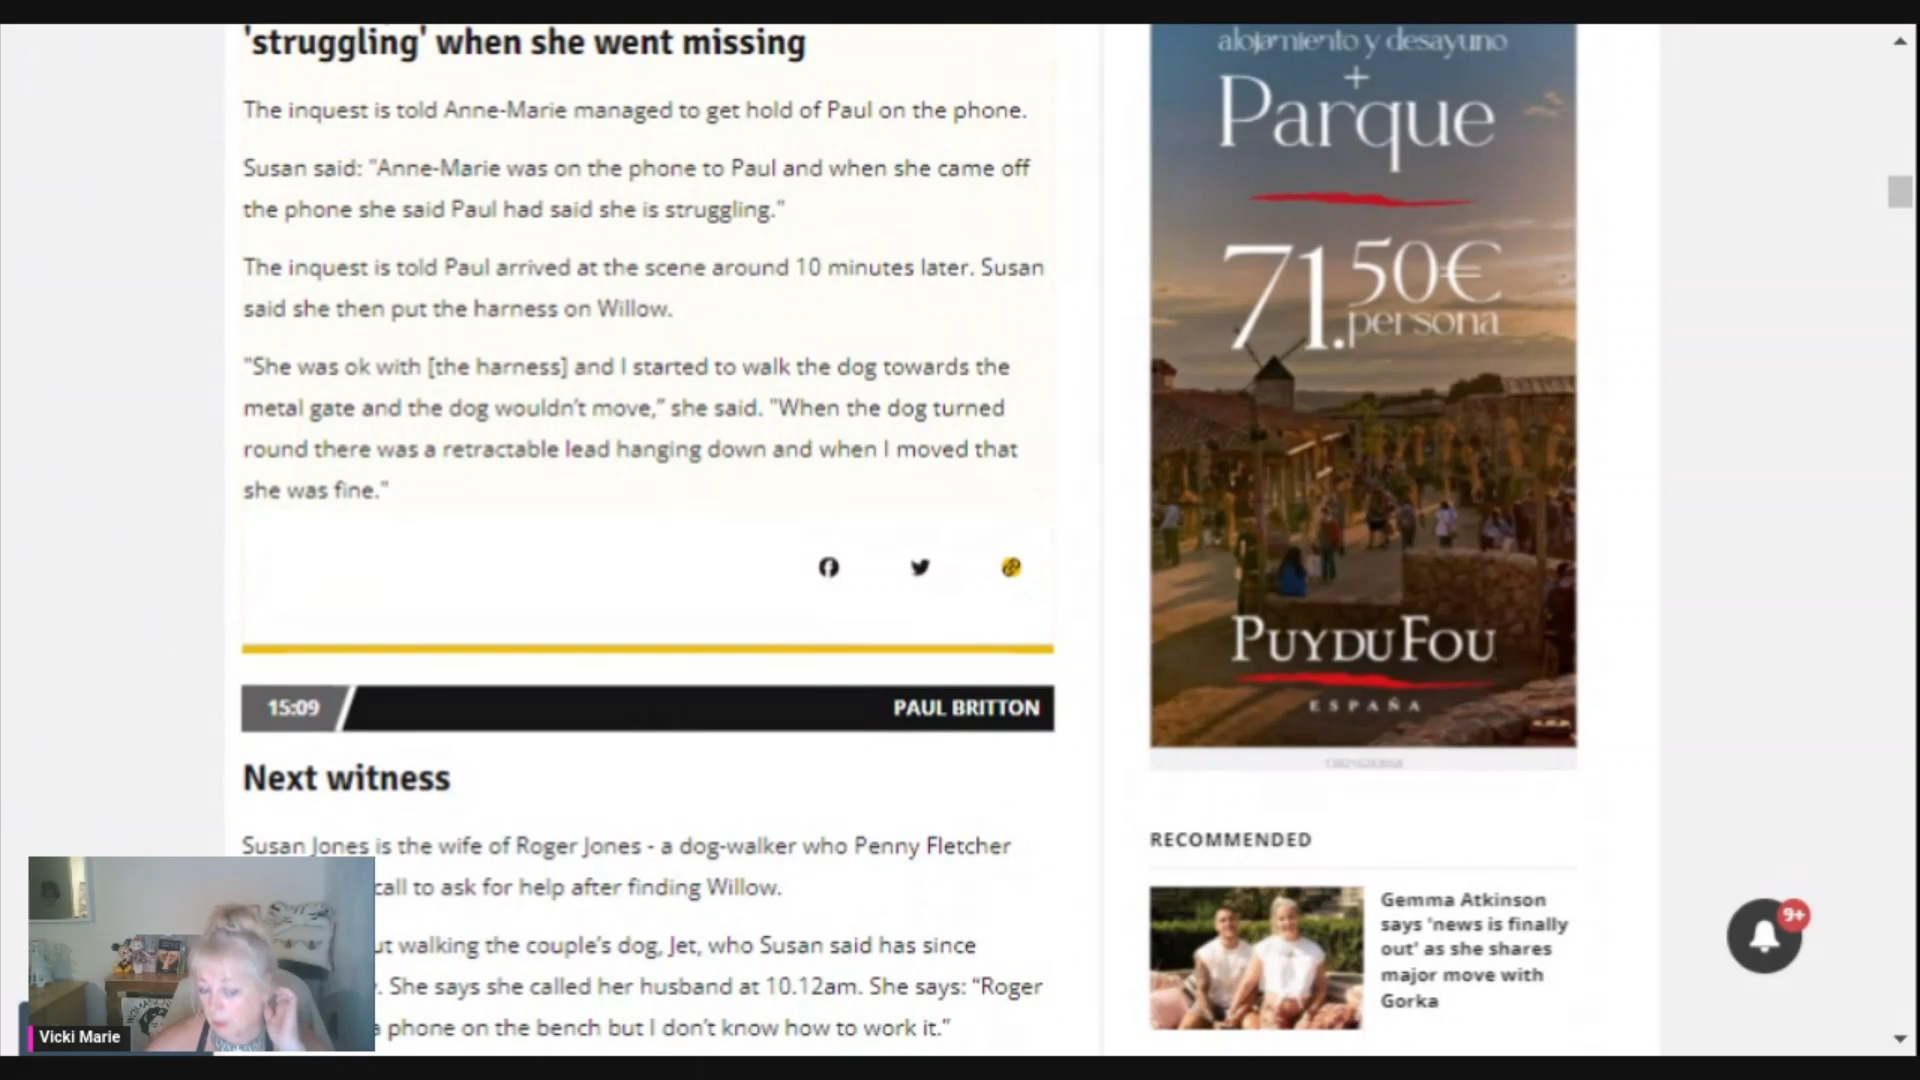 'struggling' when she went missing
The inquest is told Anne-Marie managed to get hold of Paul on the phone.
Susan said: "Anne-Marie was on the phone to Paul and when she came off
the phone she said Paul had said she is struggling."
The inquest is told Paul arrived at the scene around 10 minutes later. Susan
said she then put the harness on Willow.
"She was ok with [the harness] and I started to walk the dog towards the
metal gate and the dog wouldn't move," she said. "When the dog turned
round there was a retractable lead hanging down and when I moved that
she was fine."
15:09
PAUL BRITTON
Next witness
Susan Jones is the wife of Roger Jones - a dog-walker who Penny Fletcher
call to ask for help after finding Willow.
ut walking the couple's dog, Jet, who Susan said has since
. She says she called her husband at 10.12am. She says: "Roger
a phone on the bench but I don't know how to work it."
Vicki Marie
alojamiento y desayuno
+
Parque
71.50€
persona
PUYDUFOU
ESPAÑA
RECOMMENDED
Gemma Atkinson
says 'news is finally
out' as she shares
major move with
Gorka
9+